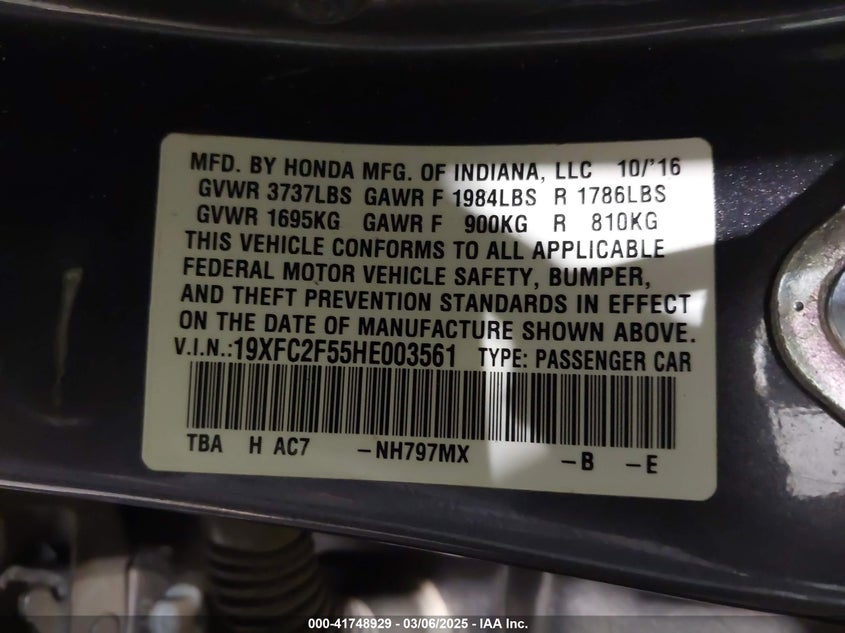 MFD. BY HONDA MFG. OF INDIANA, LLC 10/'16
GVWR 3737LBS GAWR F 1984LBS R 1786LBS
GVWR 1695KG GAWR F 900KG R 810KG
THIS VEHICLE CONFORMS TO ALL APPLICABLE
FEDERAL MOTOR VEHICLE SAFETY, BUMPER,
AND THEFT PREVENTION STANDARDS IN EFFECT
ON THE DATE OF MANUFACTURE SHOWN ABOVE.
V.I.N.:19XFC2F55HE003561 TYPE: PASSENGER CAR
TBA H AC7 –NH797MX –B –E
000-41748929 - 03/06/2025 - IAA Inc.